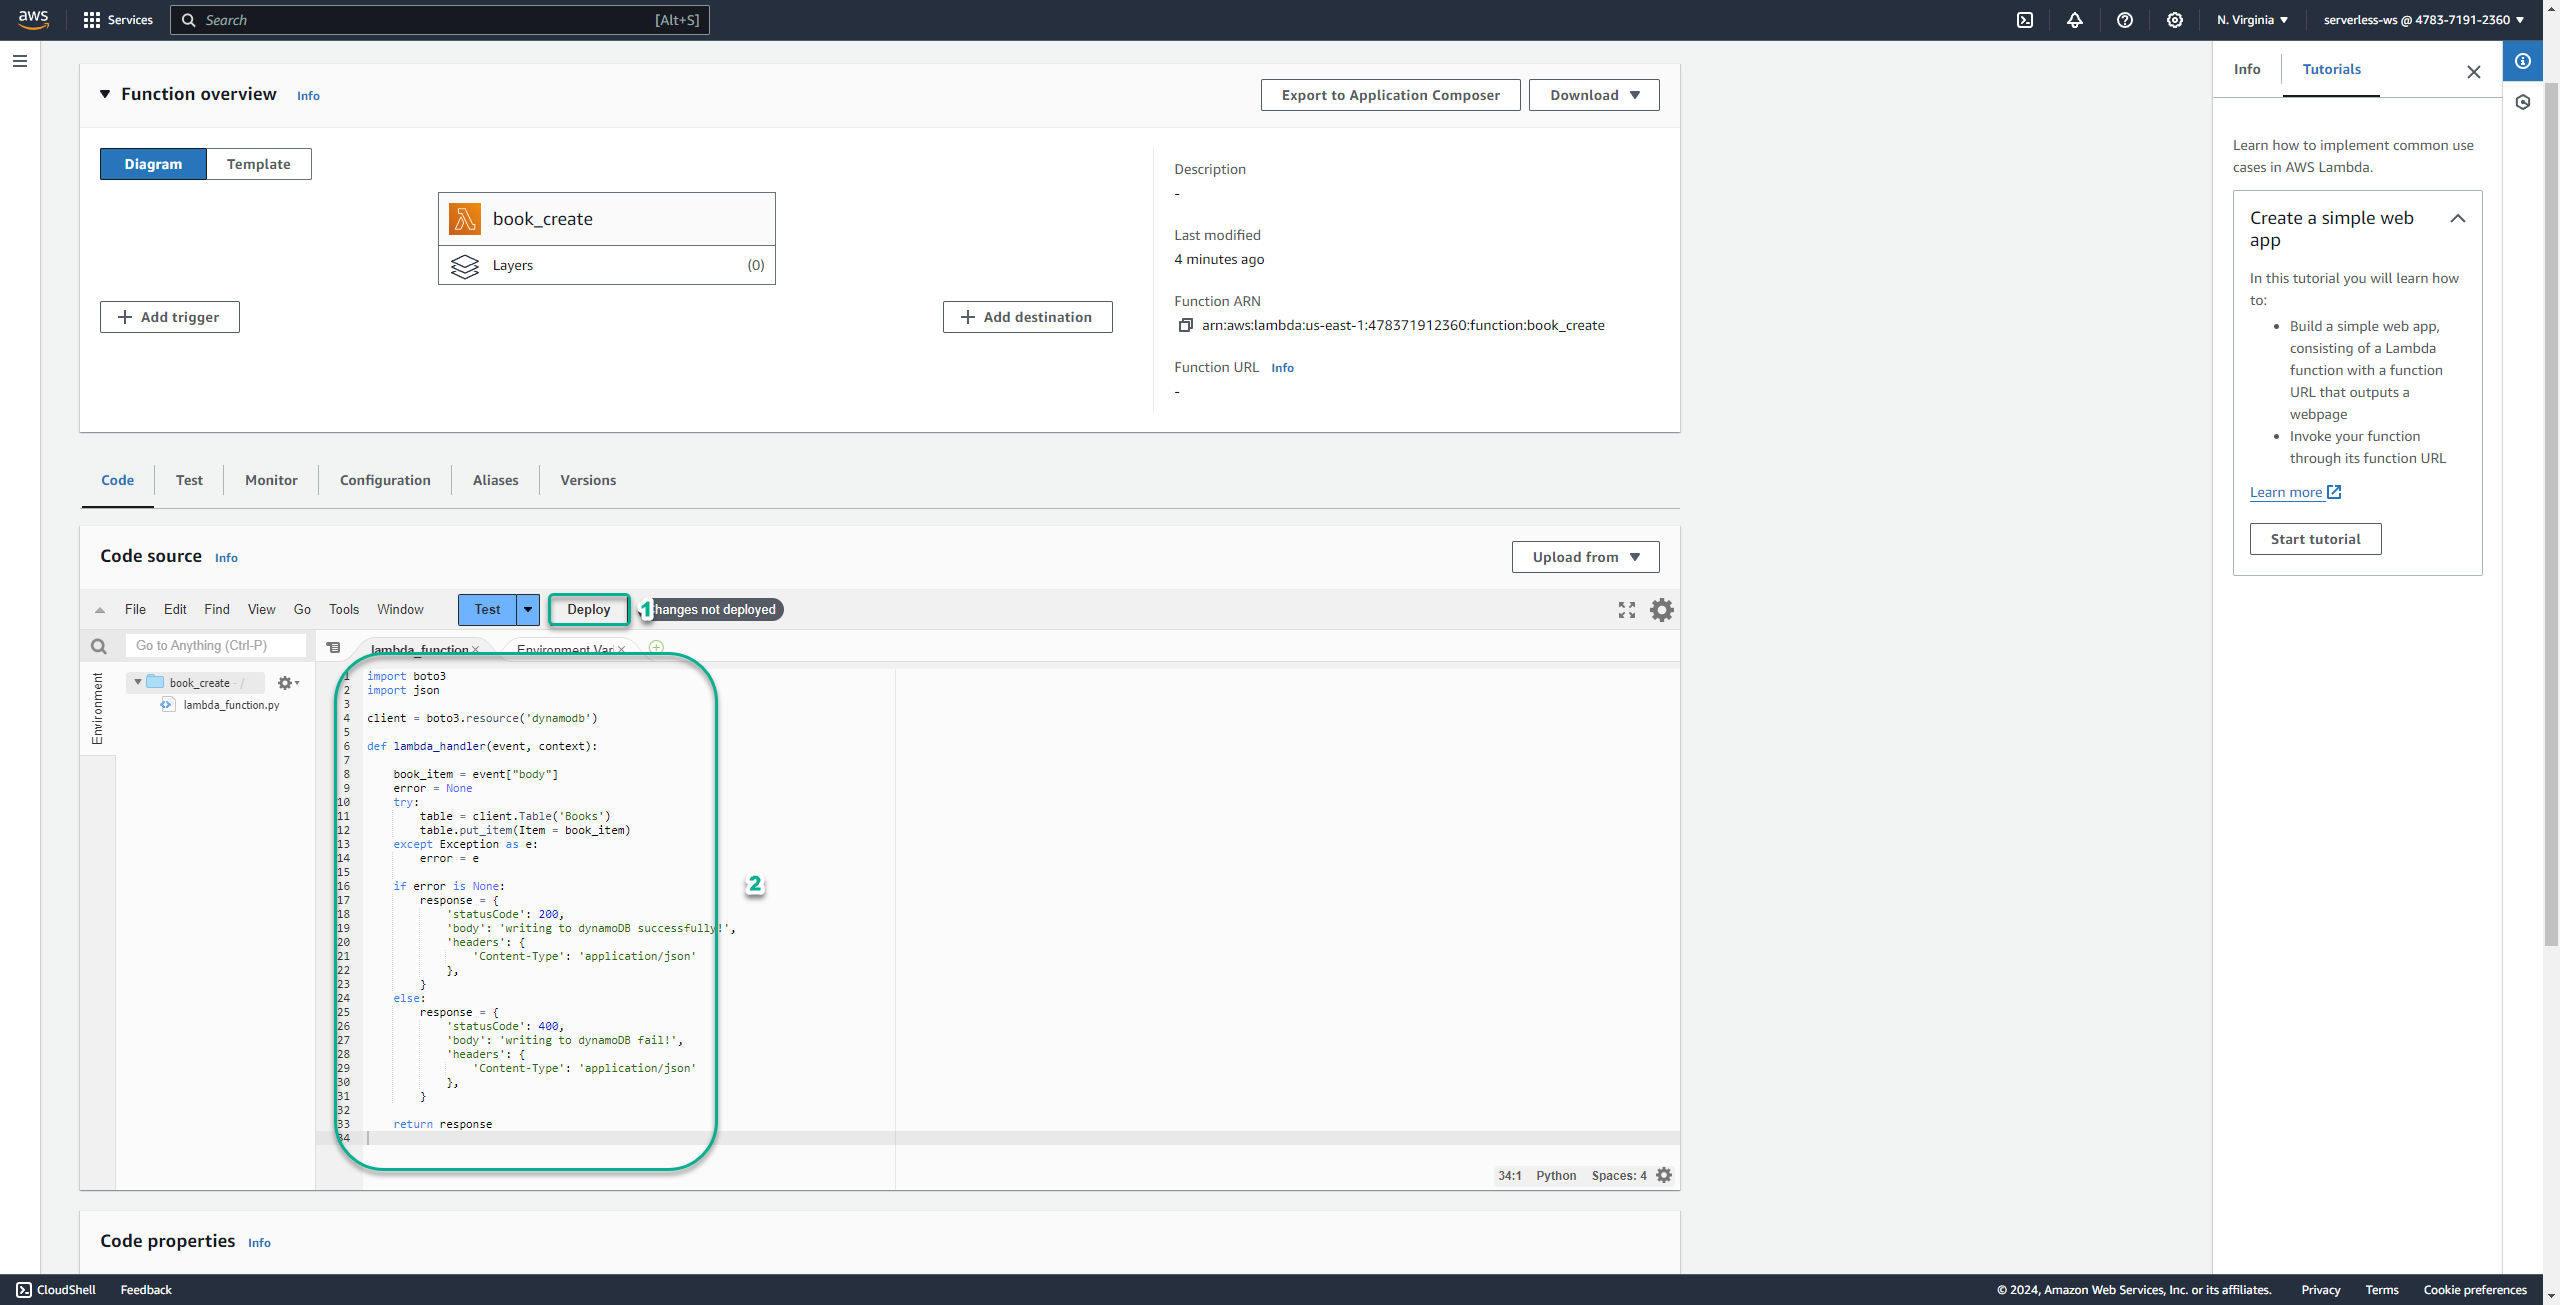 aws
Services
Search
[Alt+S]
N. Virginia
serverless-ws @ 4783-7191-2360
Function overview
Info
Export to Application Composer
Download
Diagram
Template
book_create
Layers
(0)
Add trigger
Add destination
Description
-
Last modified
4 minutes ago
Function ARN
arn:aws:lambda:us-east-1:478371912360:function:book_create
Function URL Info
-
Code
Test
Monitor
Configuration
Aliases
Versions
Code source
Info
Upload from
File Edit Find View Go Tools Window
Test
Deploy
1
hanges not deployed
Go to Anything (Ctrl-P)
lambda_function
Environment Var
Environment
book_create - /
lambda_function.py
1 import boto3
2 import json
3
4 client = boto3.resource('dynamodb')
5
6 def lambda_handler(event, context):
7
8 book_item = event["body"]
9 error = None
10 try:
11 table = client.Table('Books')
12 table.put_item(Item = book_item)
13 except Exception as e:
14 error = e
15
16 if error is None:
17 response = {
18 'statusCode': 200,
19 'body': 'writing to dynamoDB successfully!',
20 'headers': {
21 'Content-Type': 'application/json'
22 },
23 }
24 else:
25 response = {
26 'statusCode': 400,
27 'body': 'writing to dynamoDB fail!',
28 'headers': {
29 'Content-Type': 'application/json'
30 },
31 }
32
33 return response
34
2
34:1 Python Spaces: 4
Code properties
Info
Info
Tutorials
Learn how to implement common use
cases in AWS Lambda.
Create a simple web
app
In this tutorial you will learn how
to:
• Build a simple web app,
consisting of a Lambda
function with a function
URL that outputs a
webpage
• Invoke your function
through its function URL
Learn more
Start tutorial
CloudShell
Feedback
© 2024, Amazon Web Services, Inc. or its affiliates.
Privacy
Terms
Cookie preferences